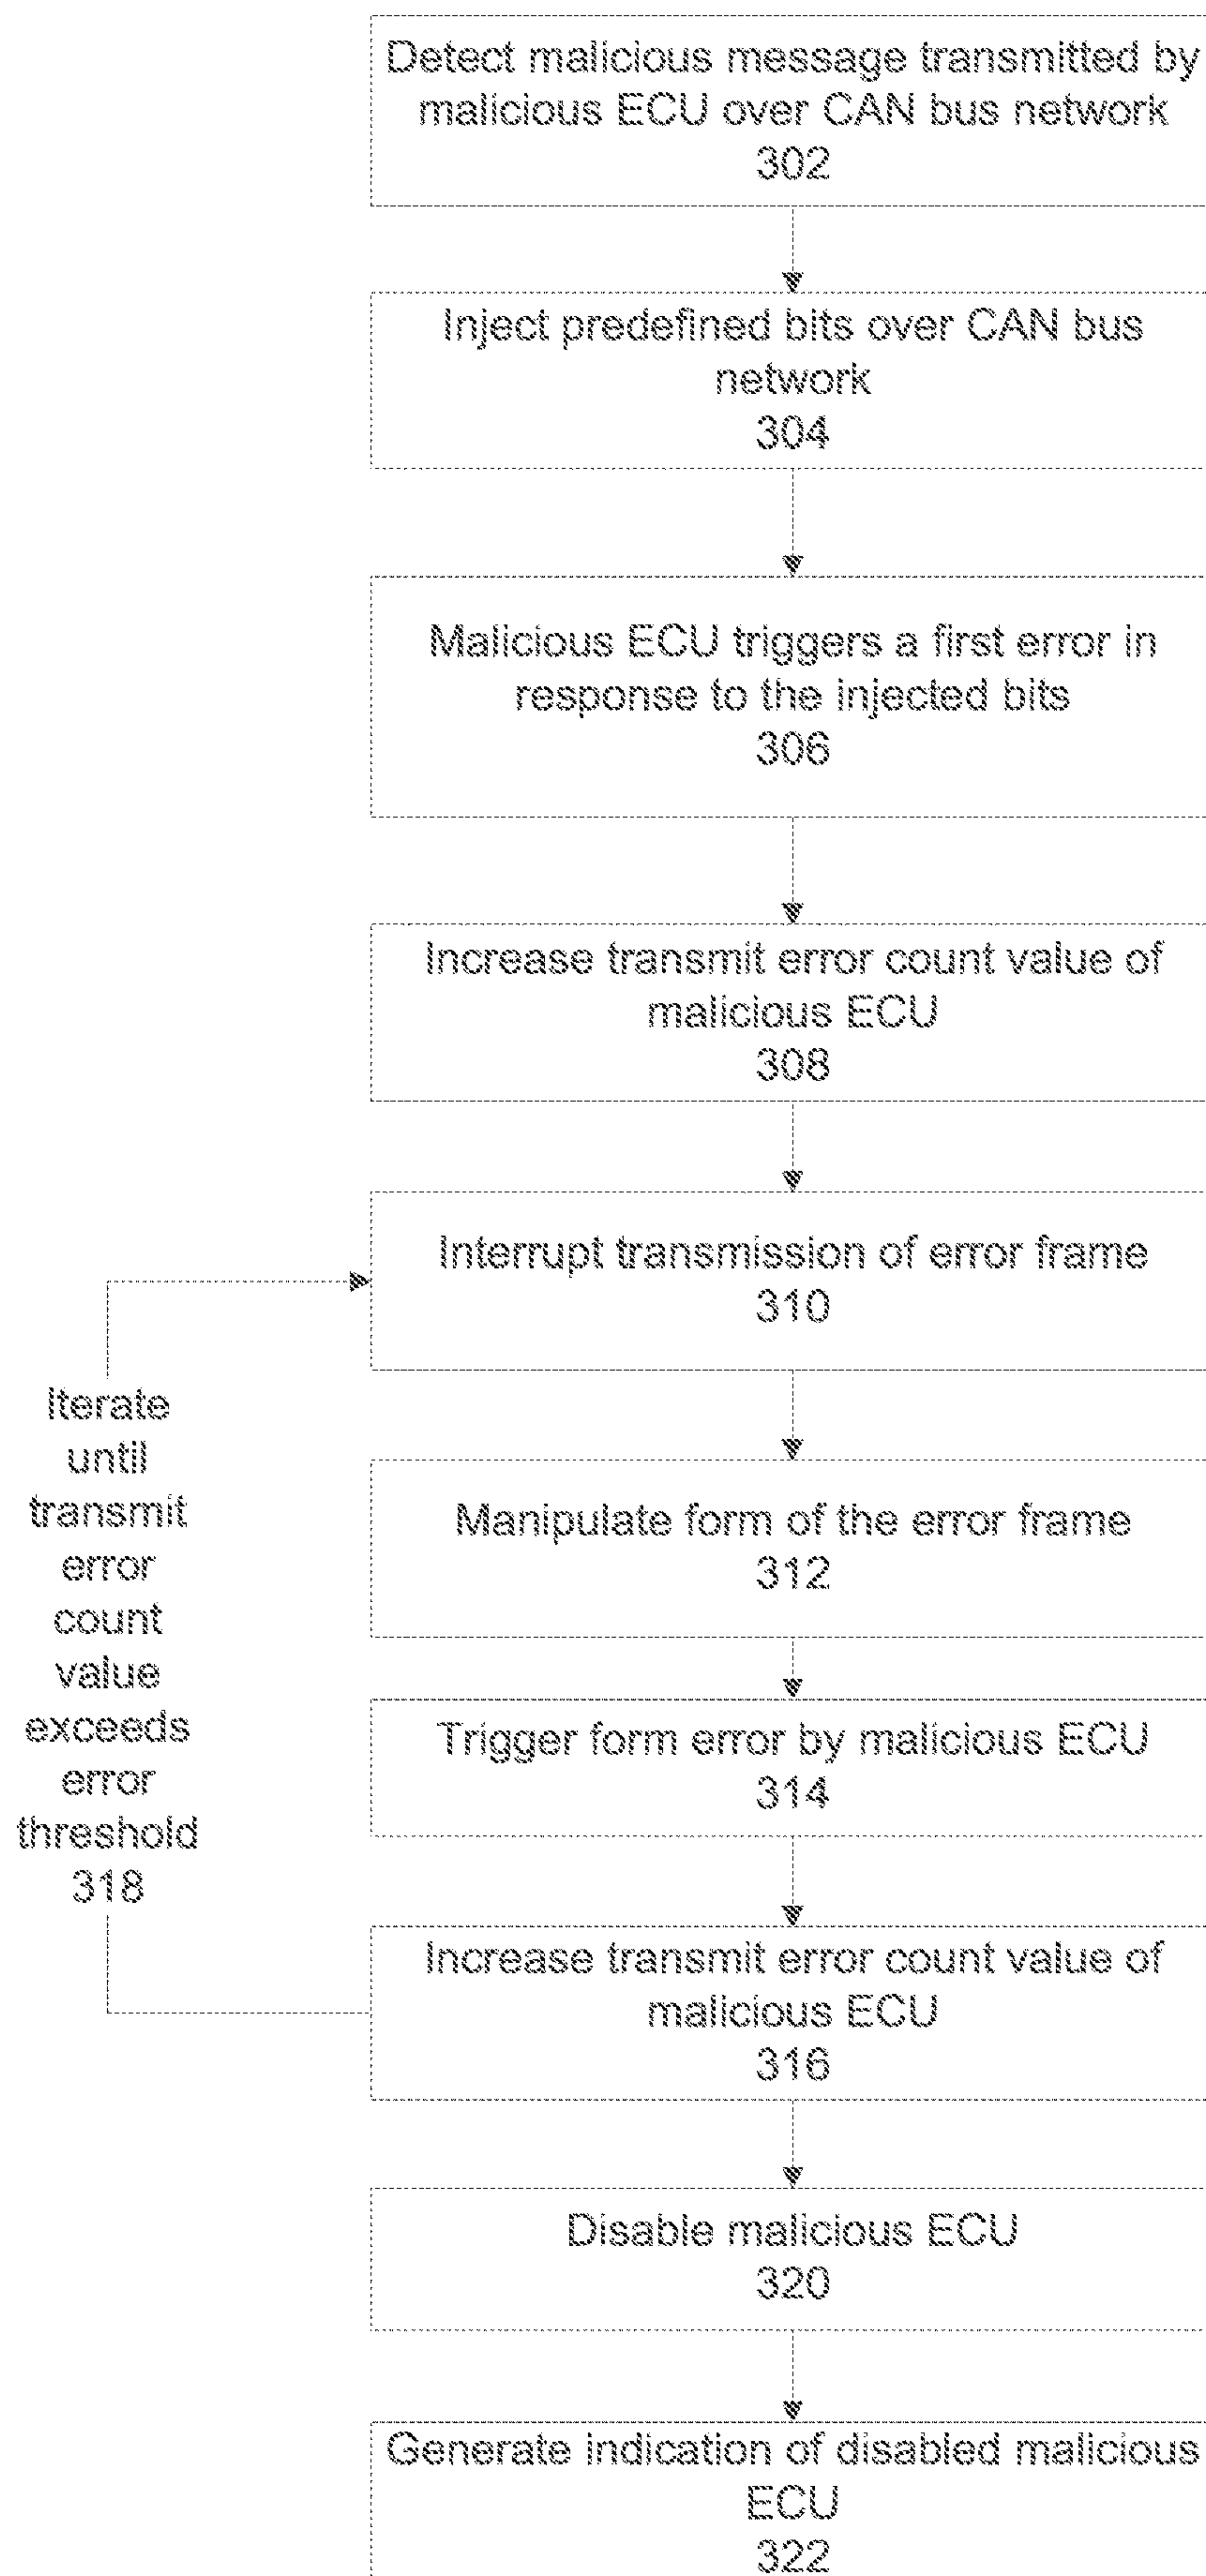 Detect malicious message transmitted by
malicious ECU over CAN bus network
302
Inject predefined bits over CAN bus
network
304
Malicious ECU triggers a first error in
response to the injected bits
306
Increase transmit error count value of
malicious ECU
308
Interrupt transmission of error frame
310
Manipulate form of the error frame
312
Trigger form error by malicious ECU
314
Increase transmit error count value of
malicious ECU
316
Iterate
until
transmit
error
count
value
exceeds
error
threshold
318
Disable malicious ECU
320
Generate indication of disabled malicious
ECU
322